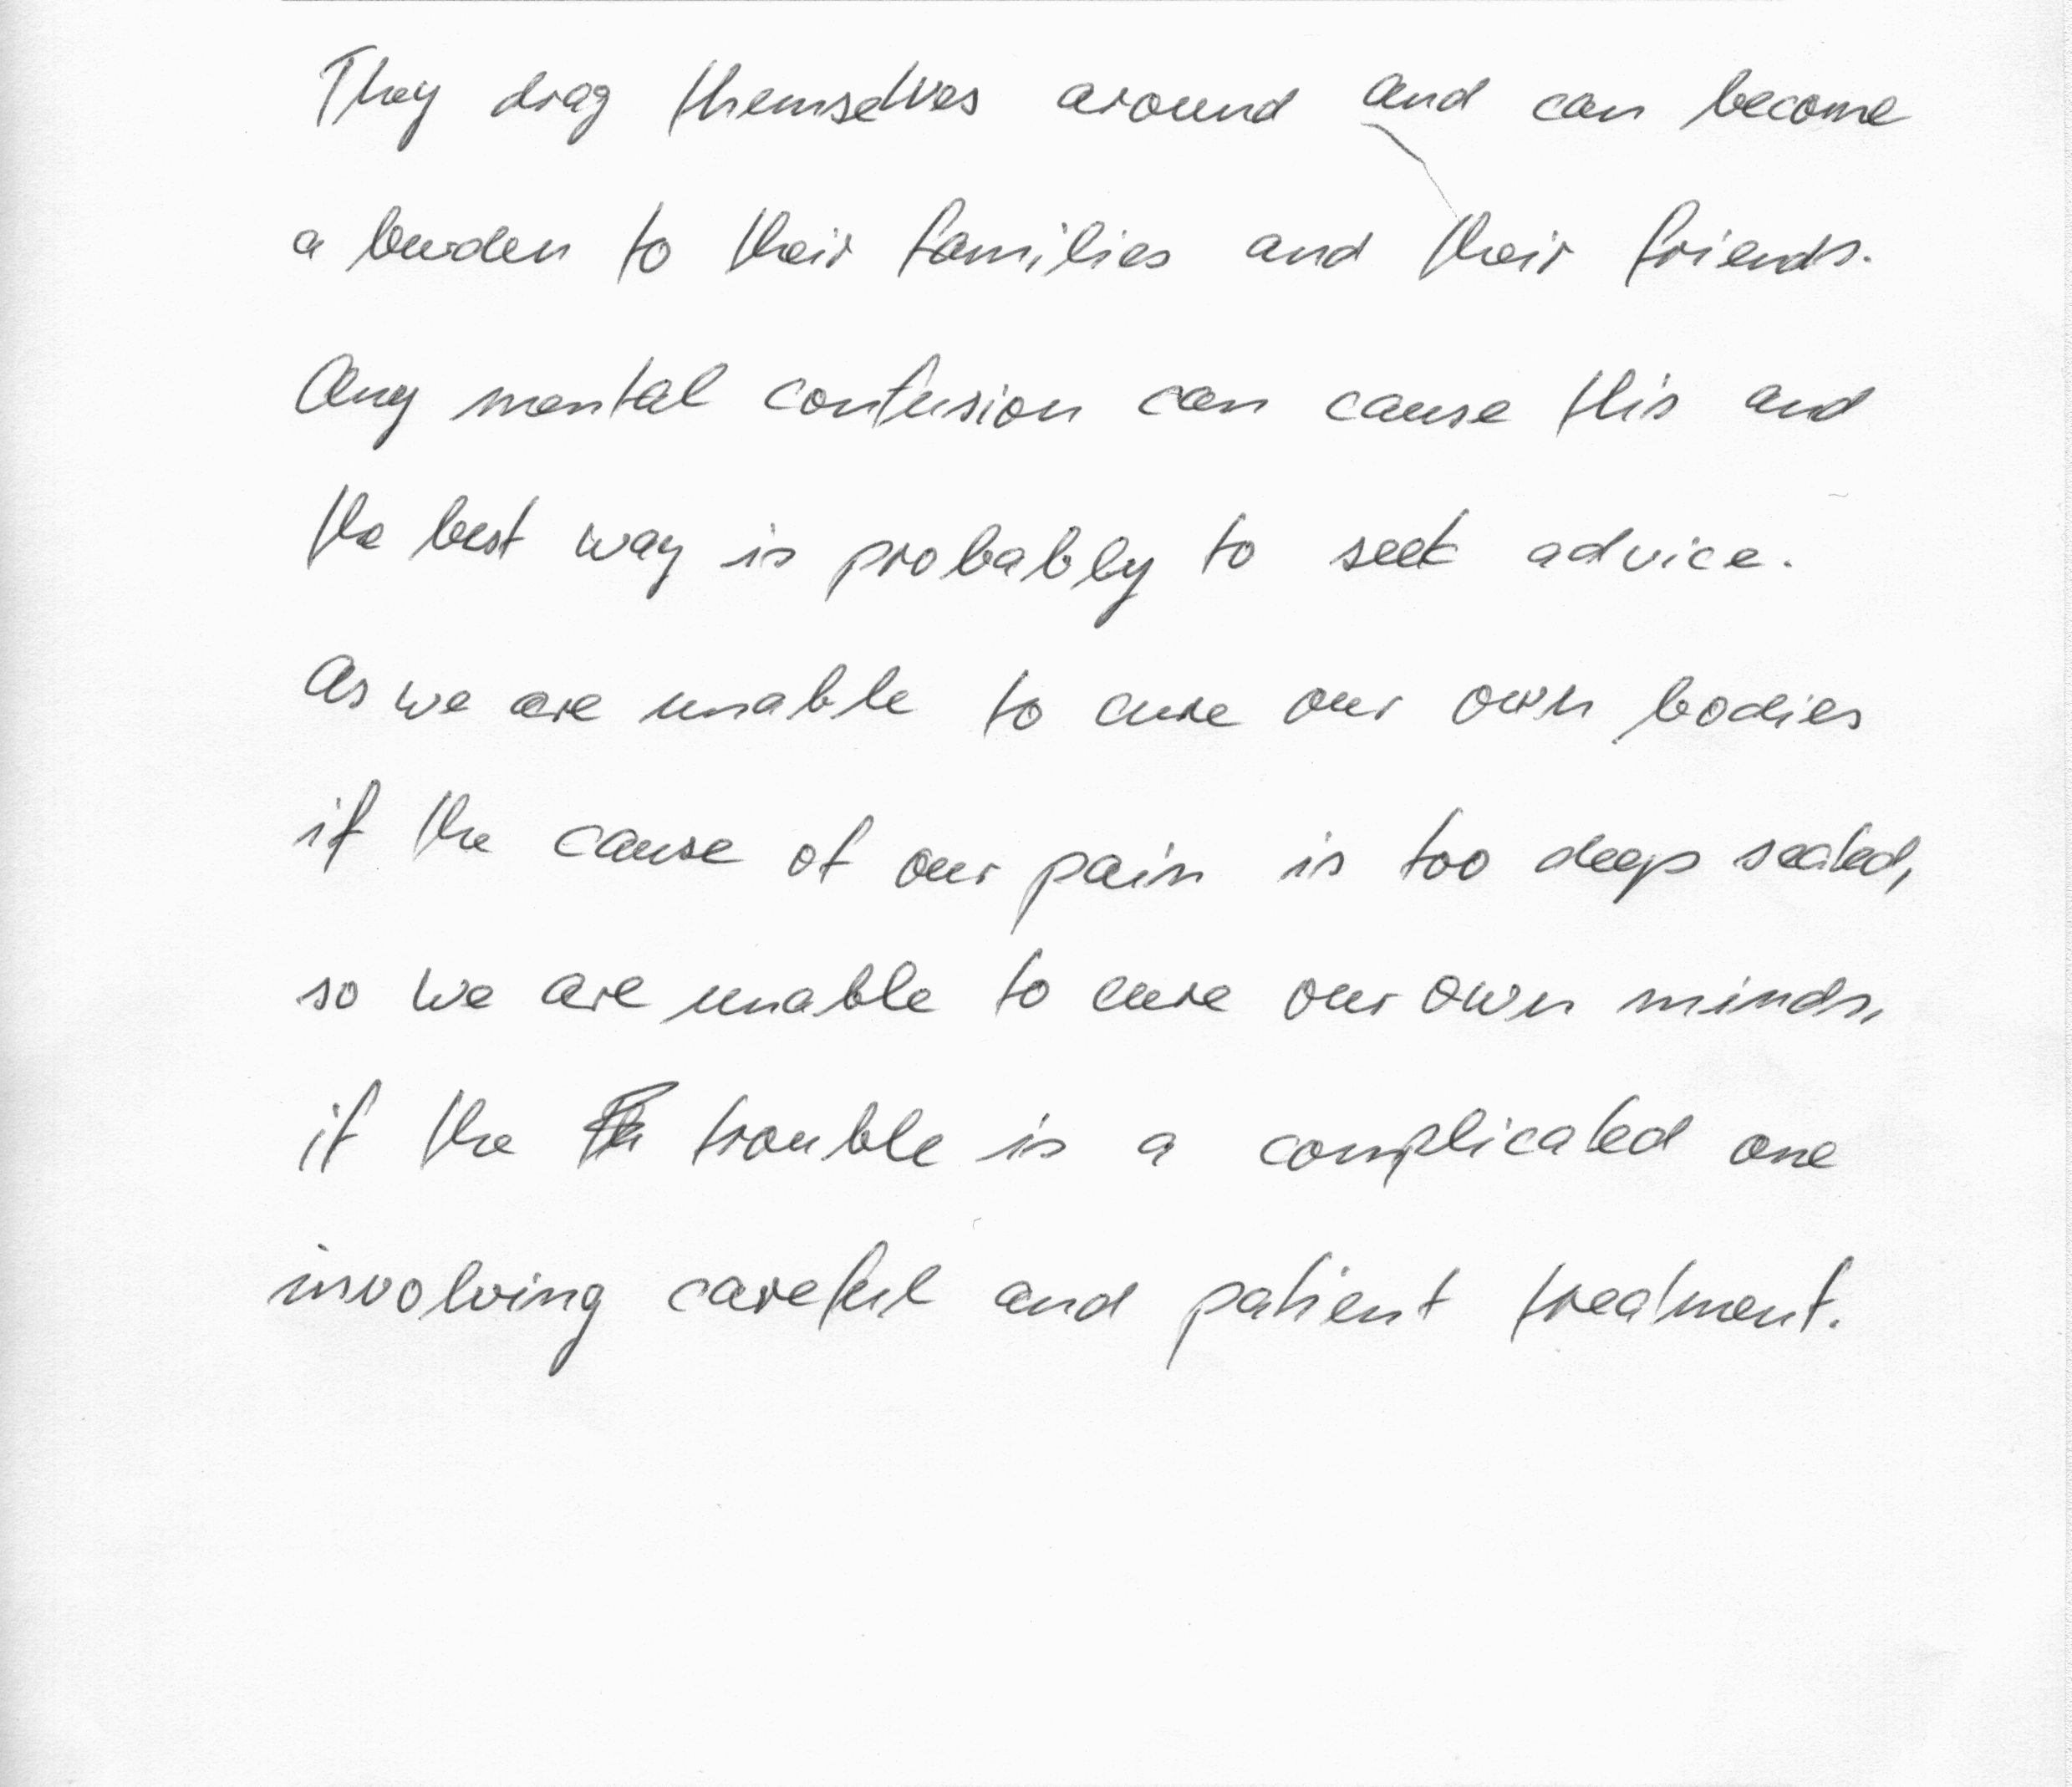 They drag themselves around and can become
a burden to their families and their friends.
Any mental confusion can cause this and
the best way is probably to seek advice.
As we are unable to cure our own bodies
if the cause of our pain is too deep seated,
so we are unable to cure our own minds,
if the trouble is a complicated one
involving careful and patient treatment.